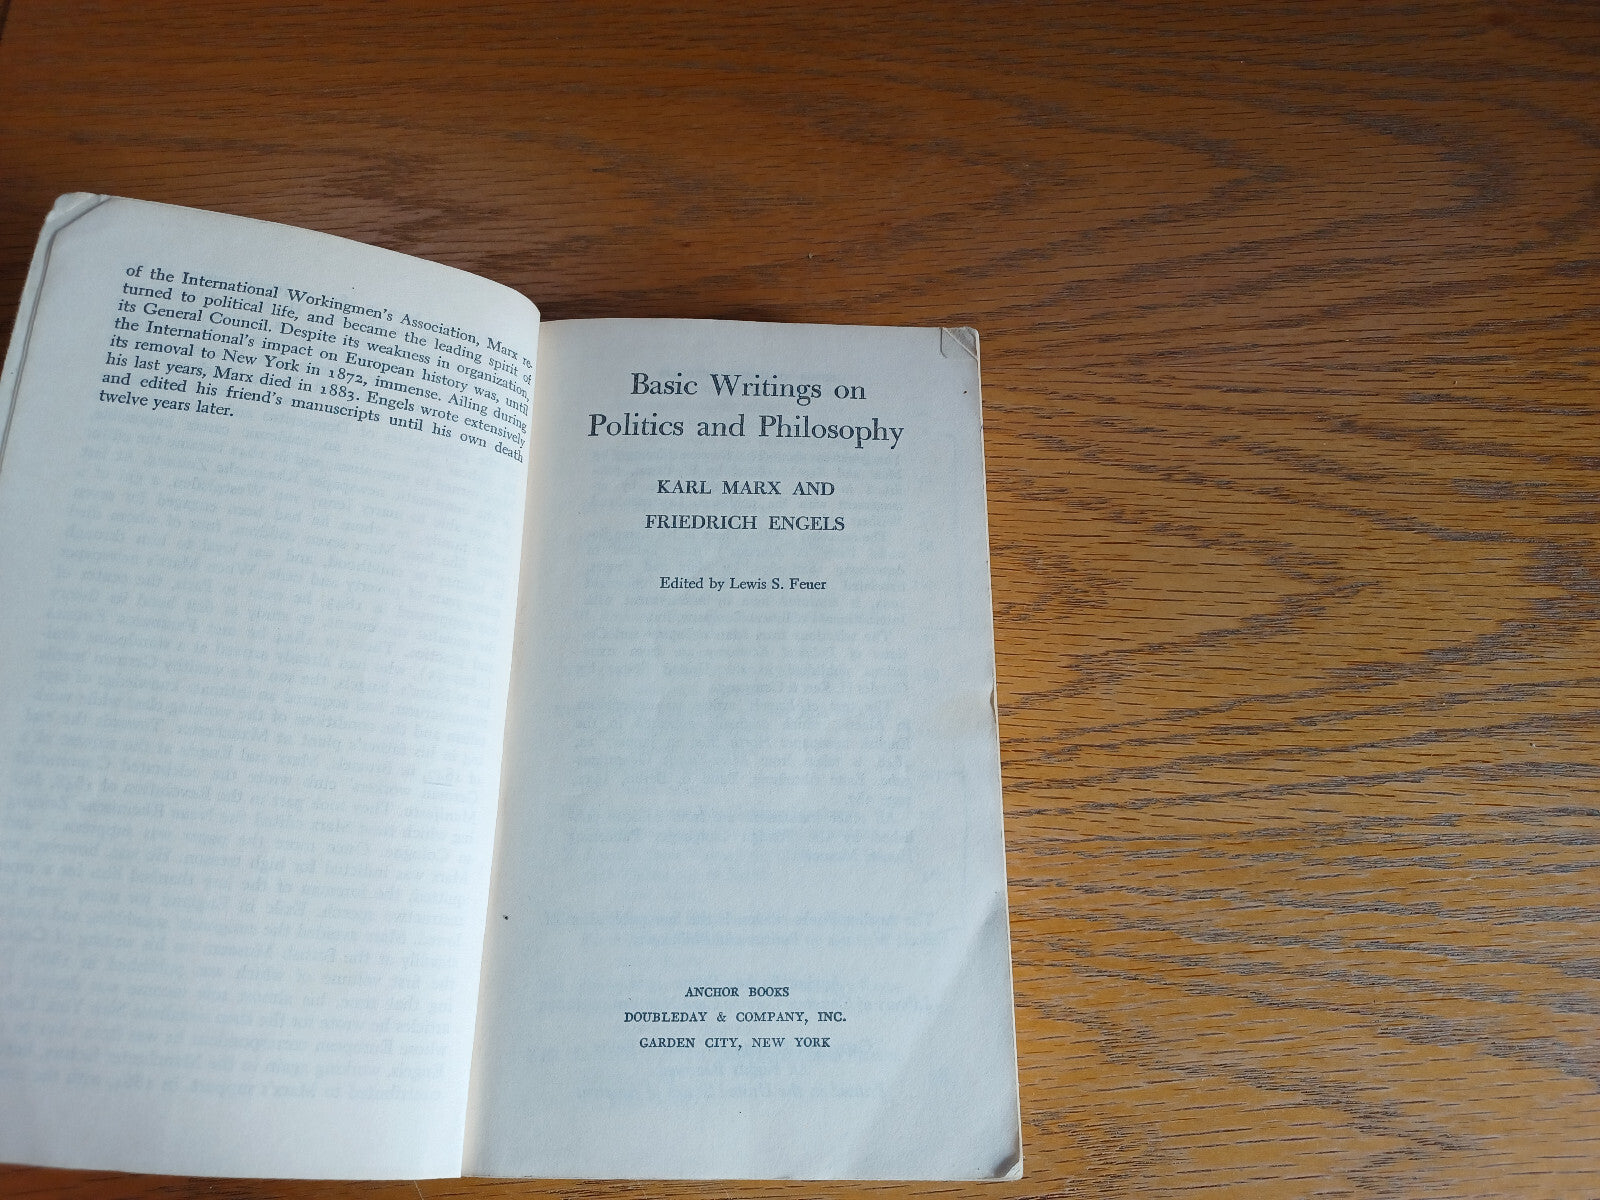 of the International Workingmen's Association, Marx re-
turned to political life, and became the leading spirit of
its General Council. Despite its weakness in organization,
the International's impact on European history was, until
its removal to New York in 1872, immense. Ailing during
his last years, Marx died in 1883. Engels wrote extensively
and edited his friend's manuscripts until his own death
twelve years later.
Basic Writings on
Politics and Philosophy
KARL MARX AND
FRIEDRICH ENGELS
Edited by Lewis S. Feuer
ANCHOR BOOKS
DOUBLEDAY & COMPANY, INC.
GARDEN CITY, NEW YORK